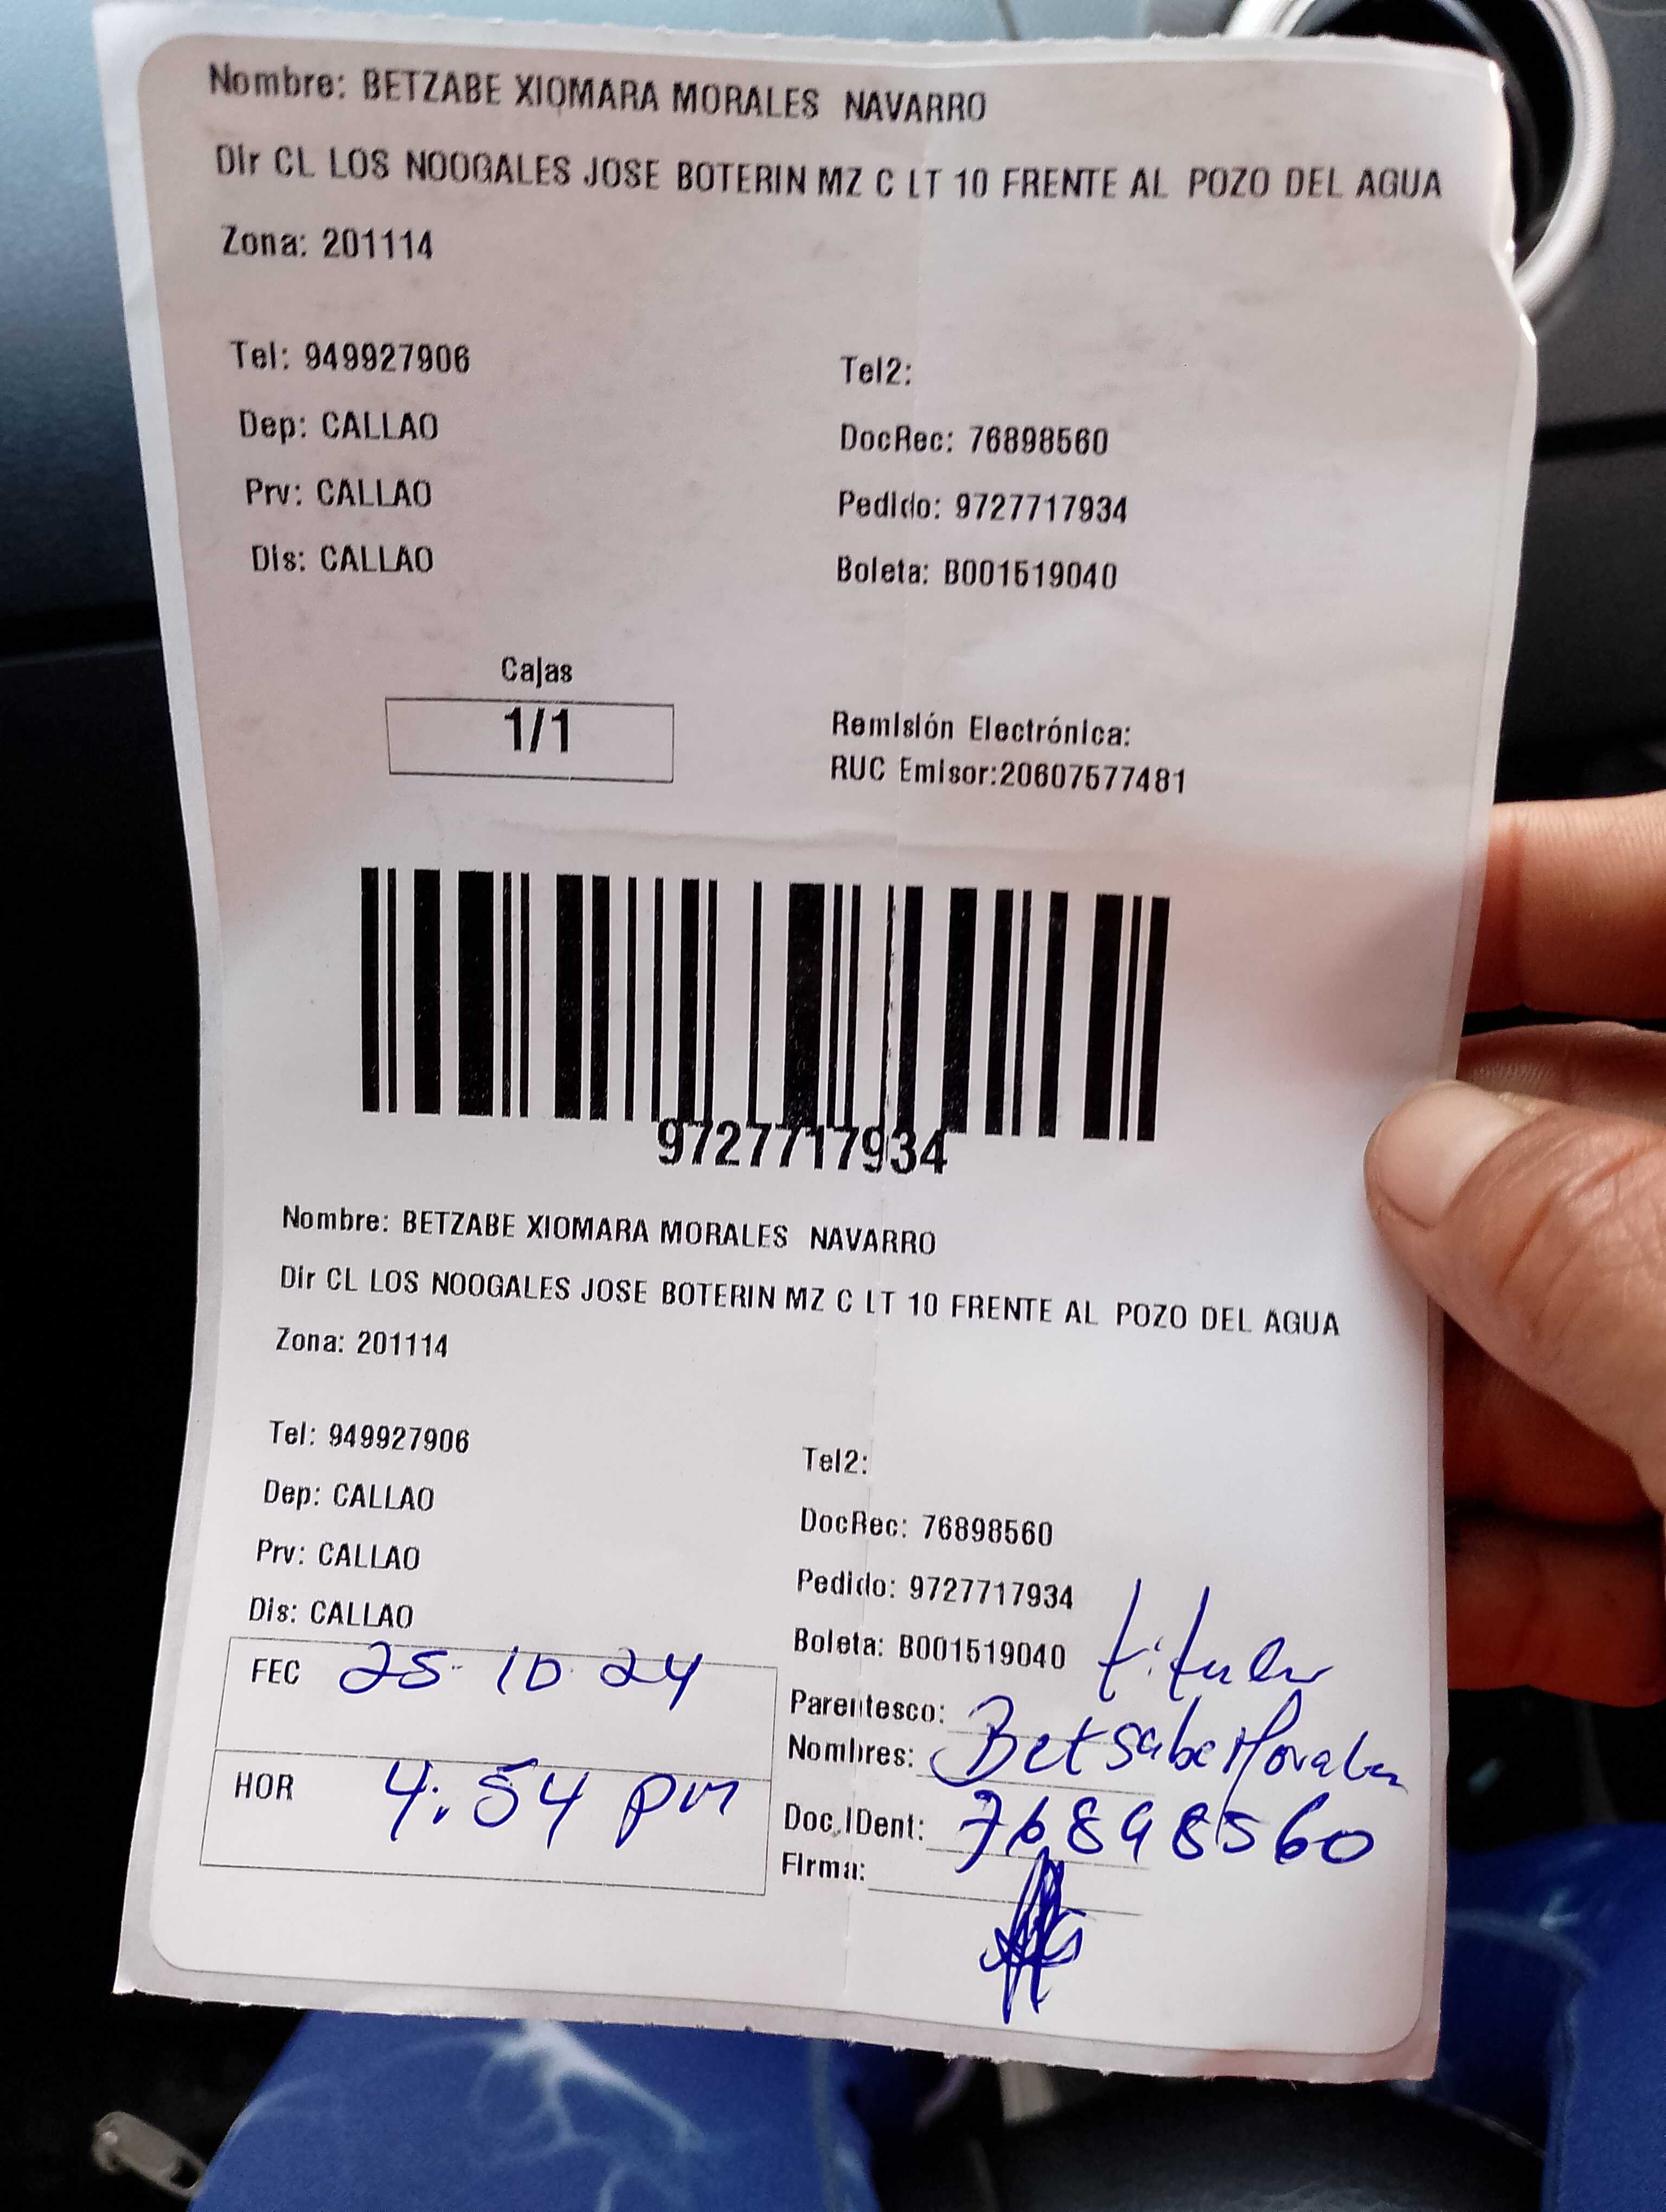 Nombre: BETZABE XIOMARA MORALES NAVARRO
Dir CL LOS NOOGALES JOSE BOTERIN MZ C LT 10 FRENTE AL POZO DEL AGUA
Zona: 201114
Tel: 949927906
Tel2:
Dep: CALLAO
DocRec: 76898560
Prv: CALLAO
Pedido: 9727717934
Dis: CALLAO
Boleta: B001519040
Cajas
1/1
Remisión Electrónica:
RUC Emisor:20607577481
9727717934
Nombre: BETZABE XIOMARA MORALES NAVARRO
Dir CL LOS NOOGALES JOSE BOTERIN MZ C LT 10 FRENTE AL POZO DEL AGUA
Zona: 201114
Tel: 949927906
Tel2:
Dep: CALLAO
DocRec: 76898560
Prv: CALLAO
Pedido: 9727717934
Dis: CALLAO
Boleta: B001519040
FEC 25-10-24
Parentesco: titular
Nombres: Betsabe Morales
HOR 4:54 pm
Doc.IDent: 76898560
Firma: